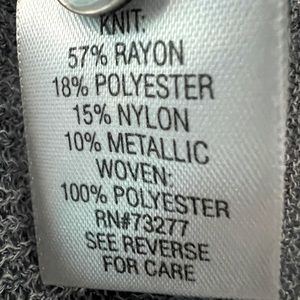 KNIT:
57% RAYON
18% POLYESTER
15% NYLON
10% METALLIC
WOVEN:
100% POLYESTER
RN#73277
SEE REVERSE
FOR CARE